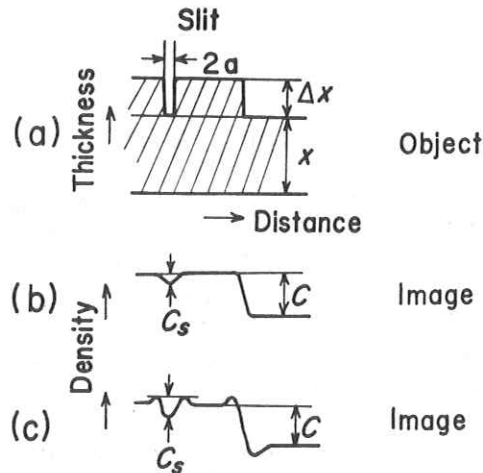 Slit
2a
Δx
(a)
Thickness
x
Object
Distance
(b)
Density
C
Cs
Image
(c)
C
Cs
Image